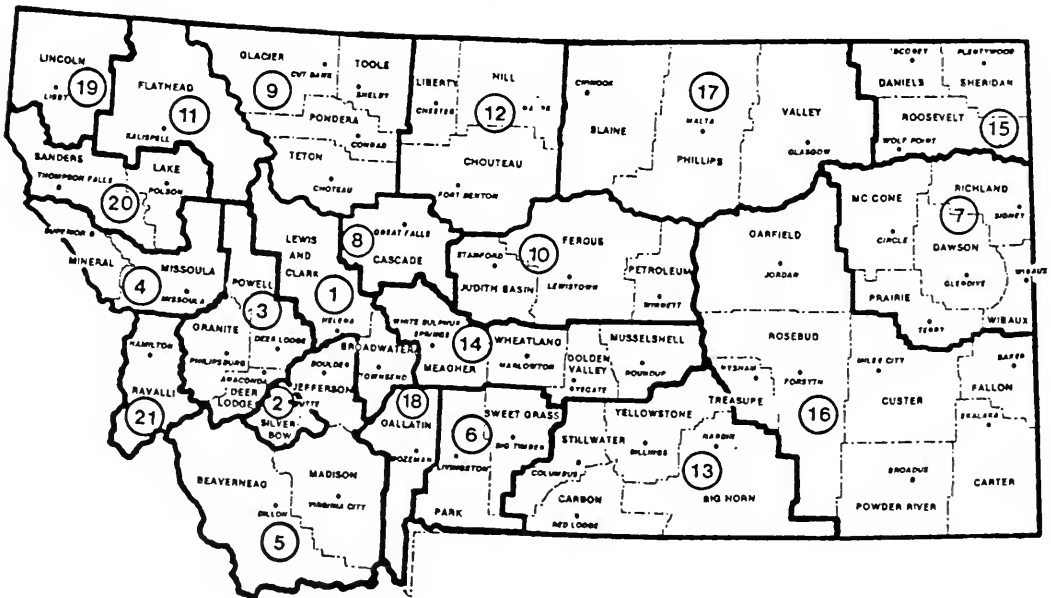 LINCOLN
LIBBY
19
FLATHEAD
11
KALISPELL
GLACIER
CUT BANK
9
TOOLE
SHELBY
PONDERA
CONRAD
TETON
CHOTEAU
LIBERTY
CHESTER
HILL
12
CHOUTEAU
FORT BENTON
CHINOOK
BLAINE
17
MALTA
PHILLIPS
VALLEY
GLASGOW
SCOBEY
DANIELS
PLENTYWOOD
SHERIDAN
ROOSEVELT
WOLF POINT
15
SANDERS
THOMPSON FALLS
20
LAKE
POLSON
SUPERIOR
MINERAL
4
MISSOULA
MISSOULA
POWELL
3
DEER LODGE
GRANITE
PHILIPSBURG
ANACONDA
DEER
LODGE
LEWIS
AND
CLARK
1
HELENA
8
GREAT FALLS
CASCADE
STANFORD
JUDITH BASIN
10
FERGUS
LEWISTOWN
PETROLEUM
WINNETT
GARFIELD
JORDAN
MC CONE
CIRCLE
RICHLAND
7
SIDNEY
DAWSON
GLENDIVE
WIBAUX
WIBAUX
PRAIRIE
TERRY
HAMILTON
RAVALLI
21
2
BUTTE
SILVER
BOW
BOULDER
JEFFERSON
BROADWATER
TOWNSEND
WHITE SULPHUR
SPRINGS
14
MEAGHER
WHEATLAND
HARLOWTON
GOLDEN
VALLEY
RYEGATE
MUSSELSHELL
ROUNDUP
18
GALLATIN
BOZEMAN
6
LIVINGSTON
PARK
SWEET GRASS
BIG TIMBER
STILLWATER
COLUMBUS
YELLOWSTONE
BILLINGS
CARBON
RED LODGE
13
HARDIN
BIG HORN
TREASURE
HYSHAM
ROSEBUD
FORSYTH
16
MILES CITY
CUSTER
BAKER
FALLON
EKALAKA
CARTER
BROADUS
POWDER RIVER
BEAVERHEAD
DILLON
5
MADISON
VIRGINIA CITY